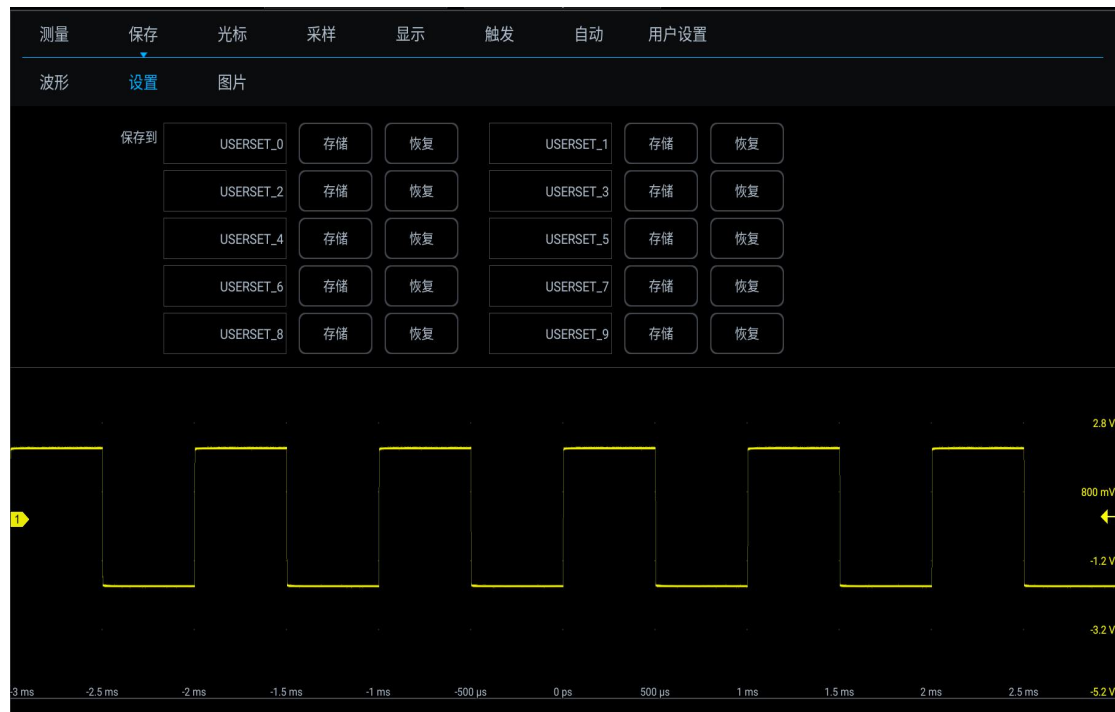 测量 保存 光标 采样 显示 触发 自动 用户设置
波形 设置 图片
保存到 USERSET_0 存储 恢复 USERSET_1 存储 恢复
USERSET_2 存储 恢复 USERSET_3 存储 恢复
USERSET_4 存储 恢复 USERSET_5 存储 恢复
USERSET_6 存储 恢复 USERSET_7 存储 恢复
USERSET_8 存储 恢复 USERSET_9 存储 恢复
2.8 V
800 mV
1
-1.2 V
-3.2 V
-3 ms -2.5 ms -2 ms -1.5 ms -1 ms -500 μs 0 ps 500 μs 1 ms 1.5 ms 2 ms 2.5 ms -5.2 V